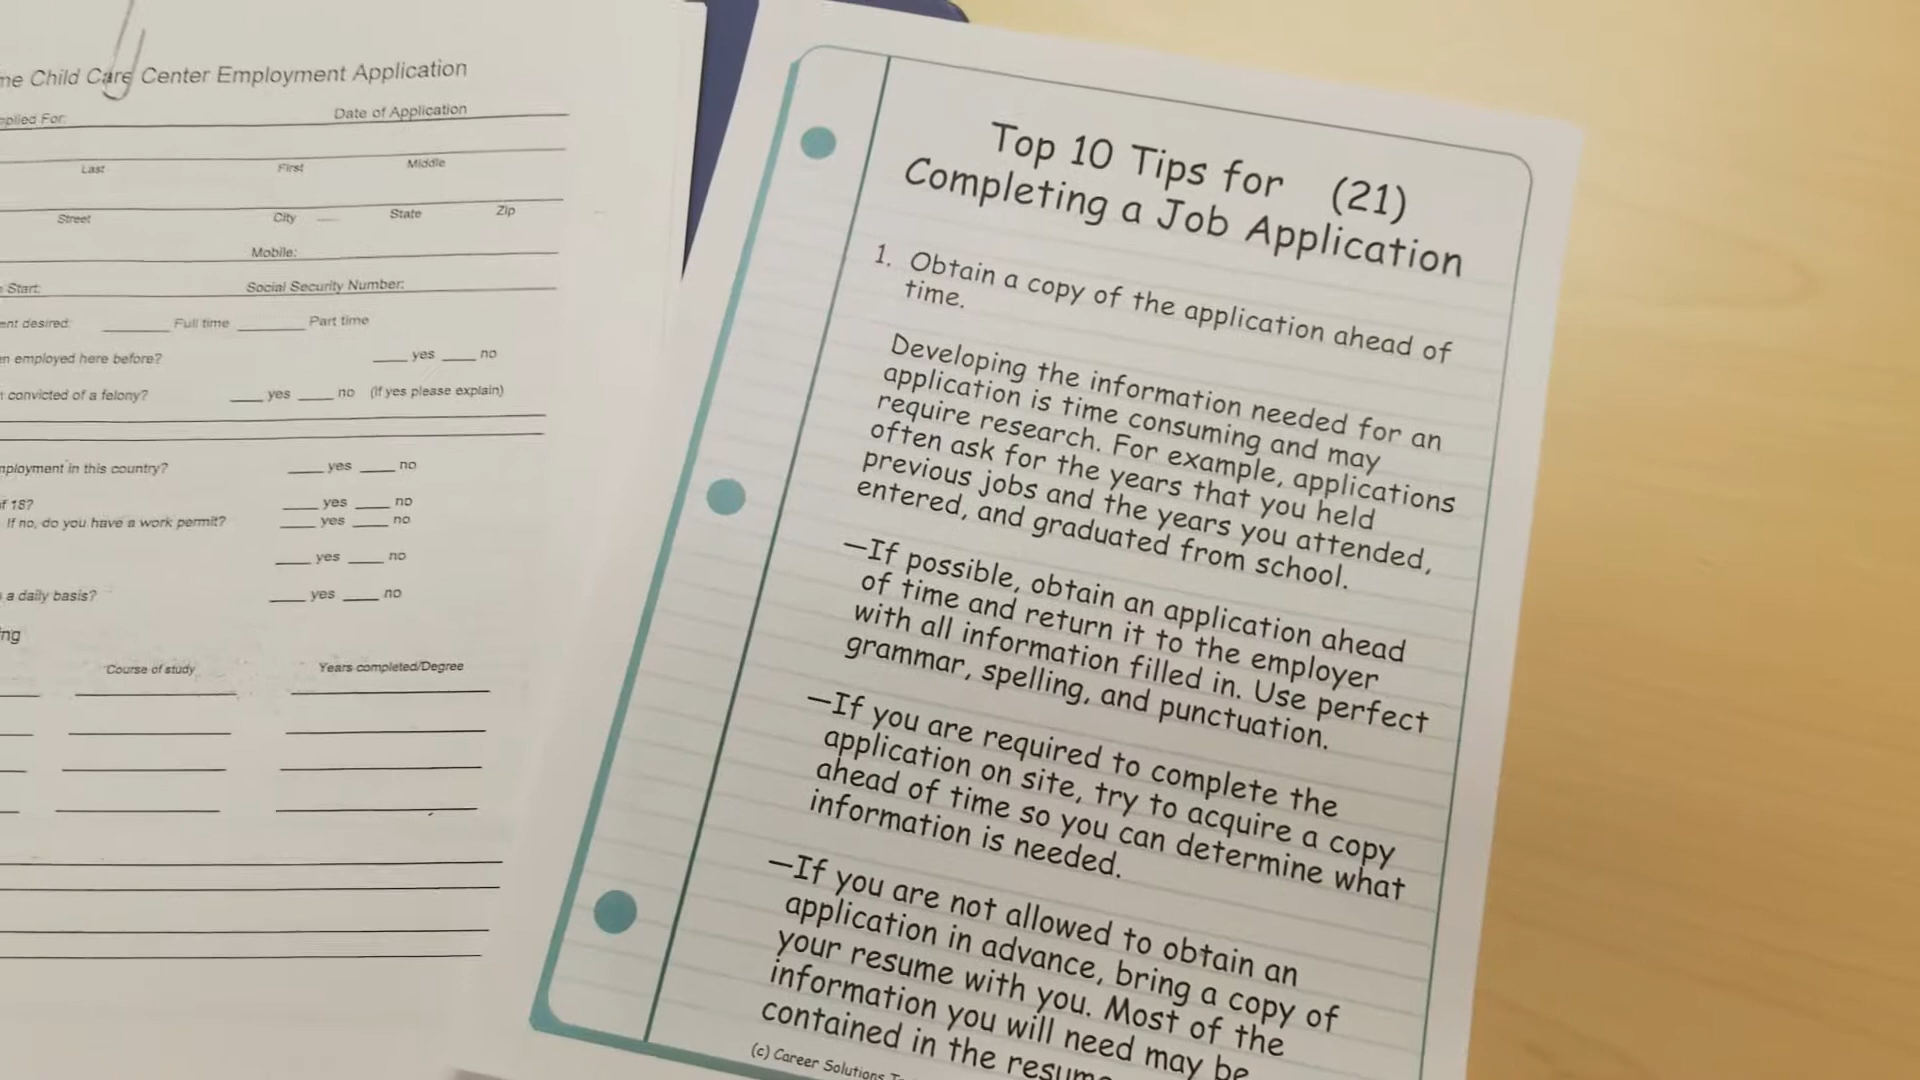 Child Care Center Employment Application
For:
Date of Application
Last First Middle
Street City State Zip
Mobile:
Start: Social Security Number:
desired: Full time Part time
employed here before? yes no
convicted of a felony? yes no (If yes please explain)
in this country? yes no
18? yes no
If no, do you have a work permit? yes no
yes no
a daily basis? yes no
Course of study Years completed/Degree
Top 10 Tips for (21)
Completing a Job Application
1. Obtain a copy of the application ahead of
time.
Developing the information needed for an
application is time consuming and may
require research. For example, applications
often ask for the years that you held
previous jobs and the years you attended,
entered, and graduated from school.
—If possible, obtain an application ahead
of time and return it to the employer
with all information filled in. Use perfect
grammar, spelling, and punctuation.
—If you are required to complete the
application on site, try to acquire a copy
ahead of time so you can determine what
information is needed.
—If you are not allowed to obtain an
application in advance, bring a copy of
your resume with you. Most of the
information you will need may be
contained in the
(c) Career Solutions